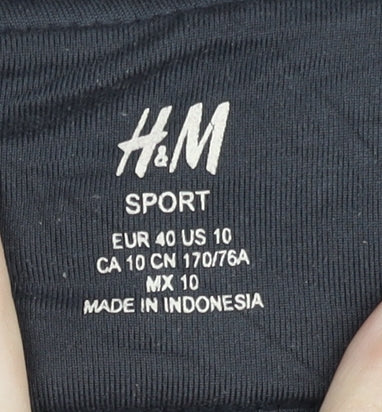 H&M
SPORT
EUR 40 US 10
CA 10 CN 170/76A
MX 10
MADE IN INDONESIA